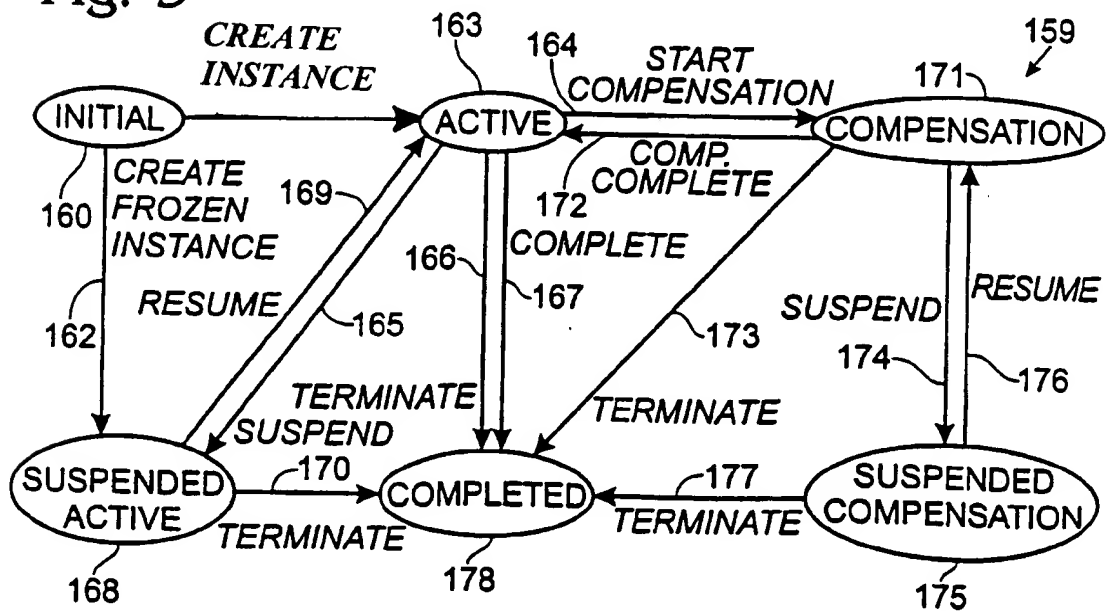 Fig. 5
CREATE
INSTANCE
163
164
START
COMPENSATION
159
171
INITIAL
ACTIVE
COMPENSATION
160
CREATE
FROZEN
INSTANCE
169
172
COMP.
COMPLETE
166
COMPLETE
167
162
RESUME
165
173
SUSPEND
174
RESUME
176
TERMINATE
SUSPEND
TERMINATE
SUSPENDED
ACTIVE
170
TERMINATE
COMPLETED
177
TERMINATE
SUSPENDED
COMPENSATION
168
178
175